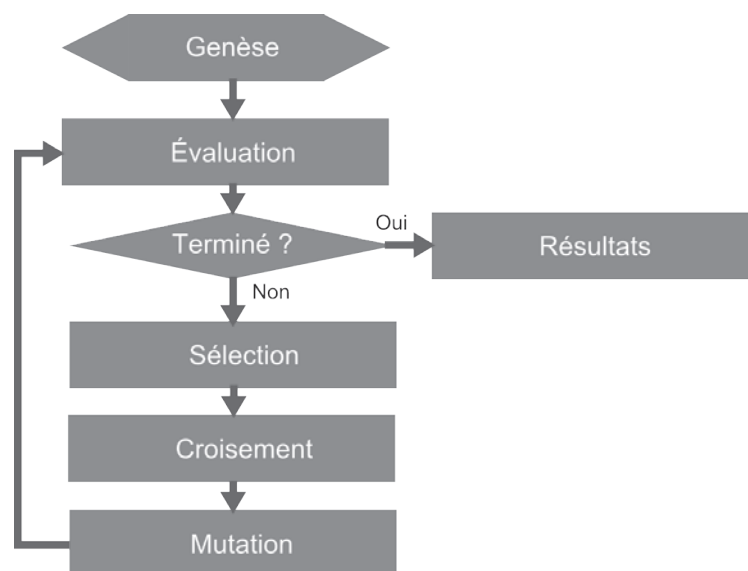 Genèse
Évaluation
Terminé ?
Oui
Résultats
Non
Sélection
Croisement
Mutation